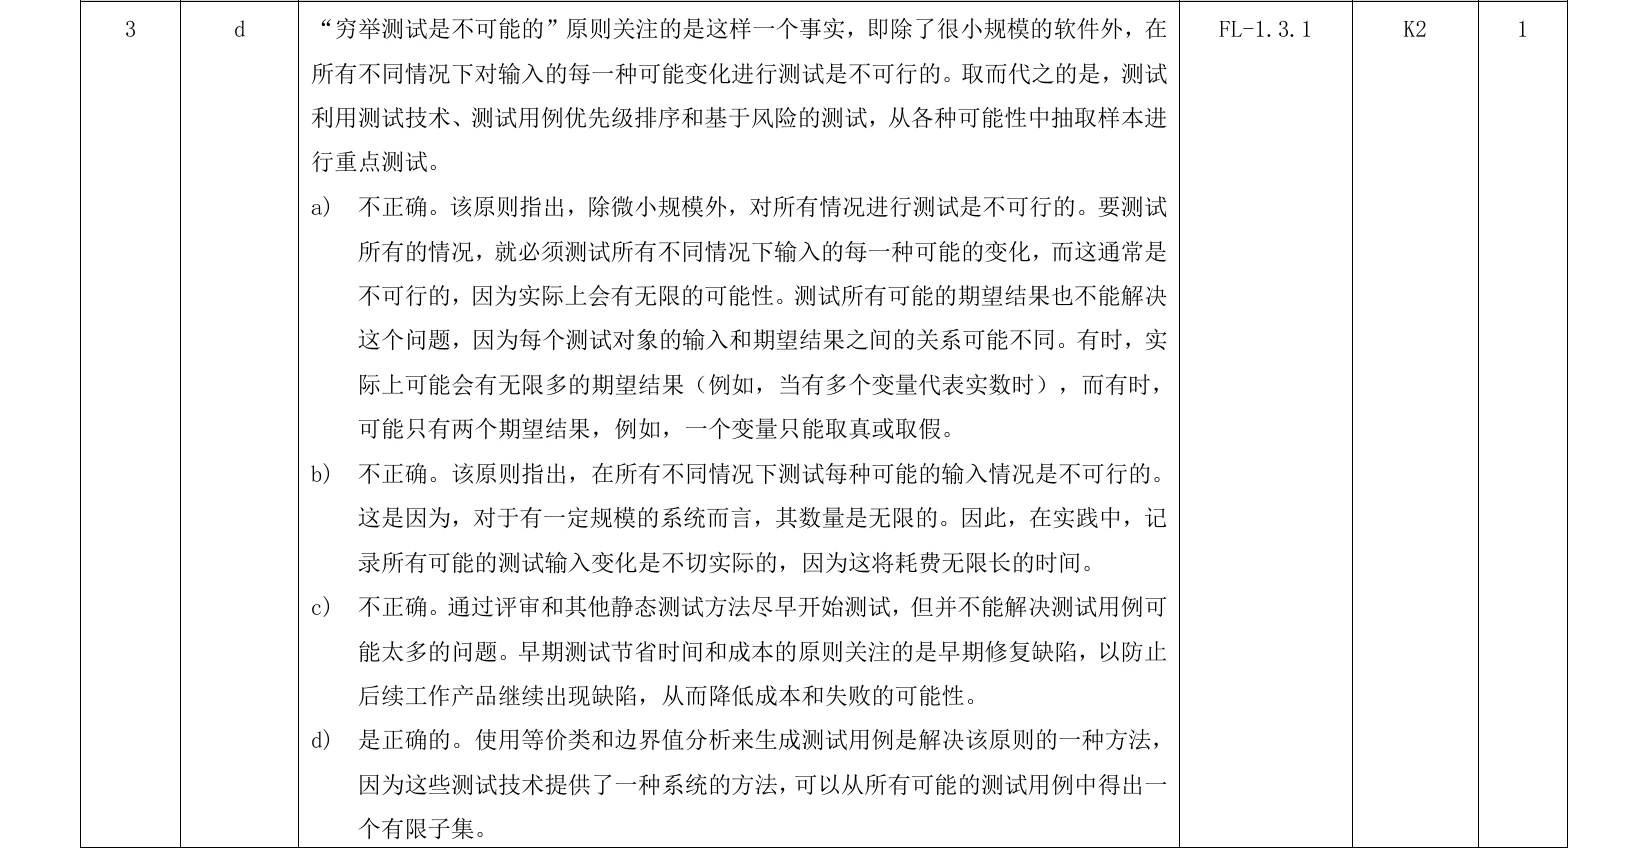 3 d “穷举测试是不可能的”原则关注的是这样一个事实，即除了很小规模的软件外，在 FL-1.3.1 K2 1
所有不同情况下对输入的每一种可能变化进行测试是不可行的。取而代之的是，测试
利用测试技术、测试用例优先级排序和基于风险的测试，从各种可能性中抽取样本进
行重点测试。
a) 不正确。该原则指出，除微小规模外，对所有情况进行测试是不可行的。要测试
所有的情况，就必须测试所有不同情况下输入的每一种可能的变化，而这通常是
不可行的，因为实际上会有无限的可能性。测试所有可能的期望结果也不能解决
这个问题，因为每个测试对象的输入和期望结果之间的关系可能不同。有时，实
际上可能会有无限多的期望结果（例如，当有多个变量代表实数时），而有时，
可能只有两个期望结果，例如，一个变量只能取真或取假。
b) 不正确。该原则指出，在所有不同情况下测试每种可能的输入情况是不可行的。
这是因为，对于有一定规模的系统而言，其数量是无限的。因此，在实践中，记
录所有可能的测试输入变化是不切实际的，因为这将耗费无限长的时间。
c) 不正确。通过评审和其他静态测试方法尽早开始测试，但并不能解决测试用例可
能太多的问题。早期测试节省时间和成本的原则关注的是早期修复缺陷，以防止
后续工作产品继续出现缺陷，从而降低成本和失败的可能性。
d) 是正确的。使用等价类和边界值分析来生成测试用例是解决该原则的一种方法，
因为这些测试技术提供了一种系统的方法，可以从所有可能的测试用例中得出一
个有限子集。